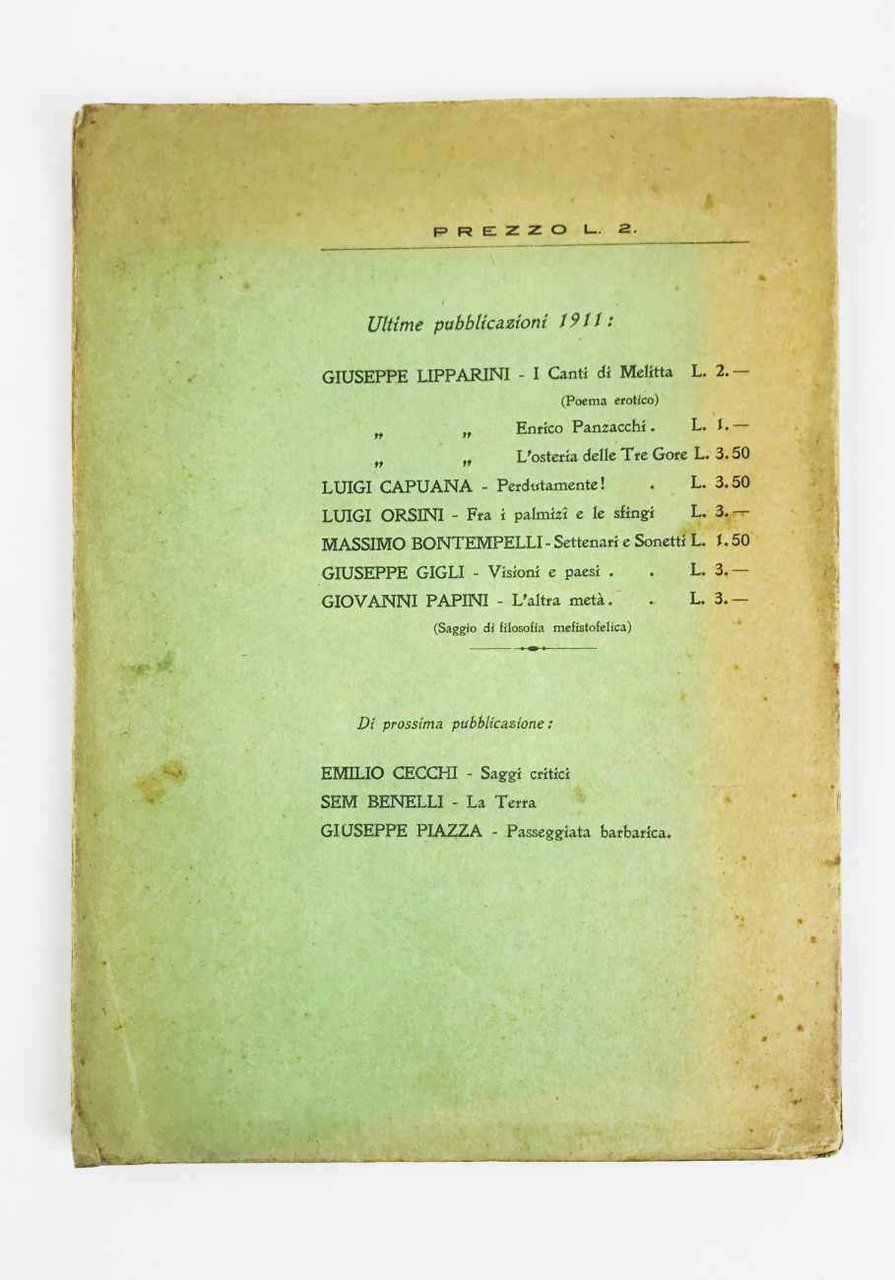 PREZZO L. 2.
Ultime pubblicazioni 1911:
GIUSEPPE LIPPARINI - I Canti di Melitta L. 2.—
(Poema erotico)
„ „ Enrico Panzacchi . L. 1.—
„ „ L'osteria delle Tre Gore L. 3.50
LUIGI CAPUANA - Perdutamente! . L. 3.50
LUIGI ORSINI - Fra i palmizî e le sfingi L. 3.—
MASSIMO BONTEMPELLI - Settenari e Sonetti L. 1.50
GIUSEPPE GIGLI - Visioni e paesi . . L. 3.—
GIOVANNI PAPINI - L'altra metà . . L. 3.—
(Saggio di filosofia mefistofelica)
Di prossima pubblicazione:
EMILIO CECCHI - Saggi critici
SEM BENELLI - La Terra
GIUSEPPE PIAZZA - Passeggiata barbarica.